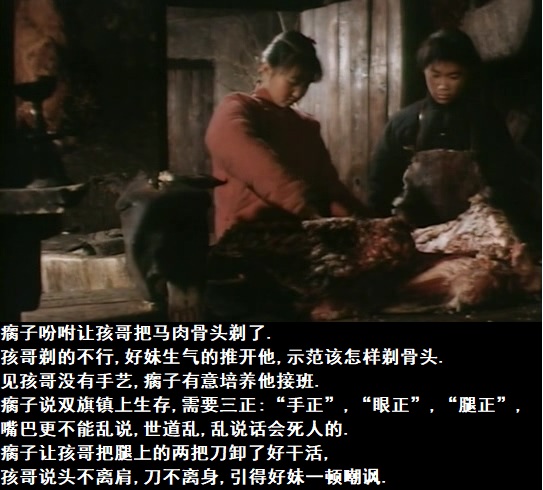 瘸子吩咐让孩哥把马肉骨头剃了.
孩哥剃的不行,好妹生气的推开他,示范该怎样剃骨头.
见孩哥没有手艺,瘸子有意培养他接班.
瘸子说双旗镇上生存,需要三正:“手正”,“眼正”,“腿正”,
嘴巴更不能乱说,世道乱,乱说话会死人的.
瘸子让孩哥把腿上的两把刀卸了好干活,
孩哥说头不离肩,刀不离身,引得好妹一顿嘲讽.